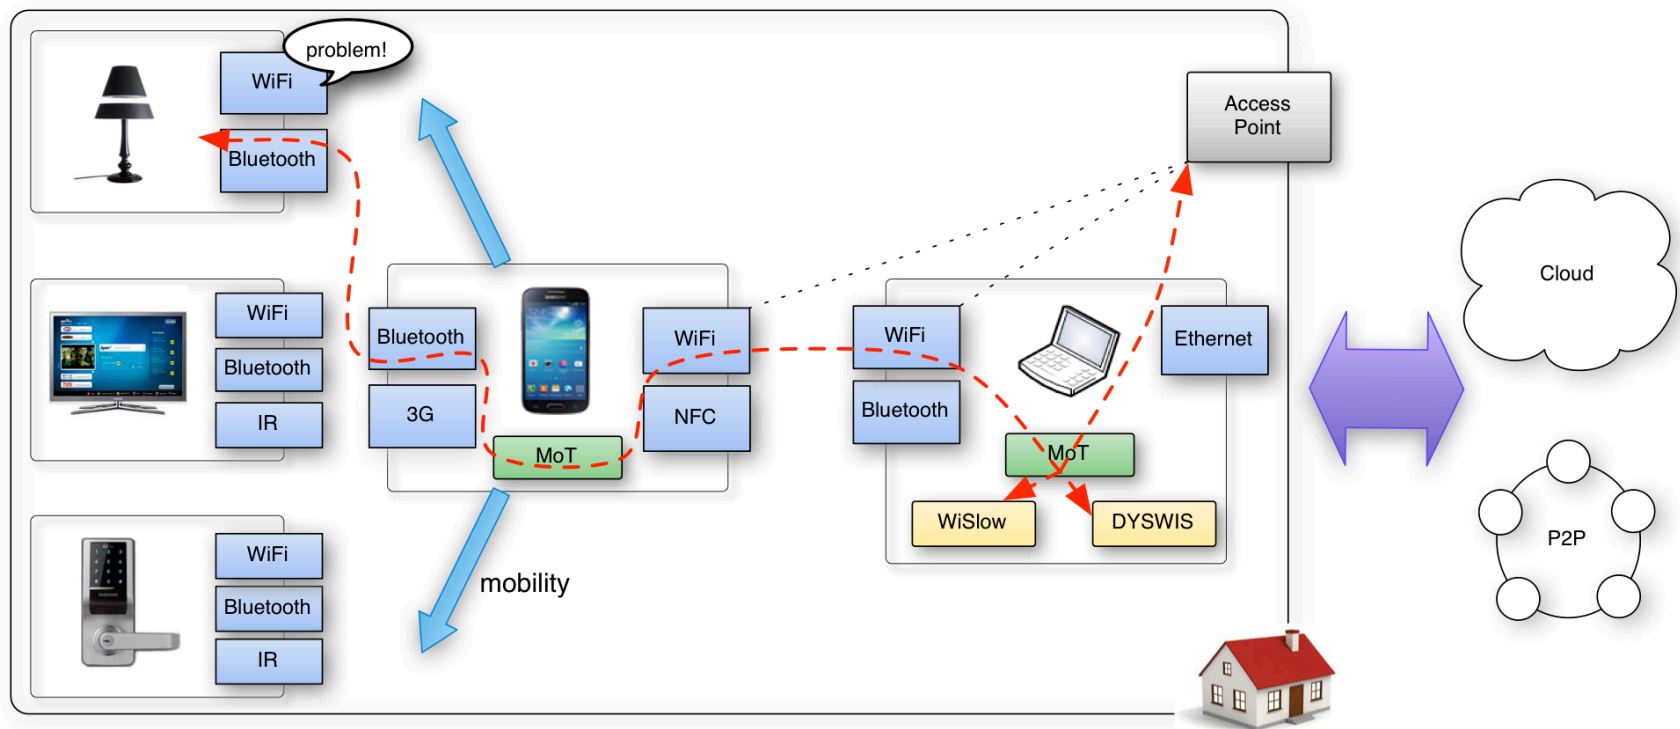 problem!
WiFi
Bluetooth
Access
Point
WiFi
Bluetooth
IR
Bluetooth
3G
WiFi
NFC
MoT
WiFi
Bluetooth
Ethernet
MoT
WiSlow
DYSWIS
Cloud
P2P
WiFi
Bluetooth
IR
mobility